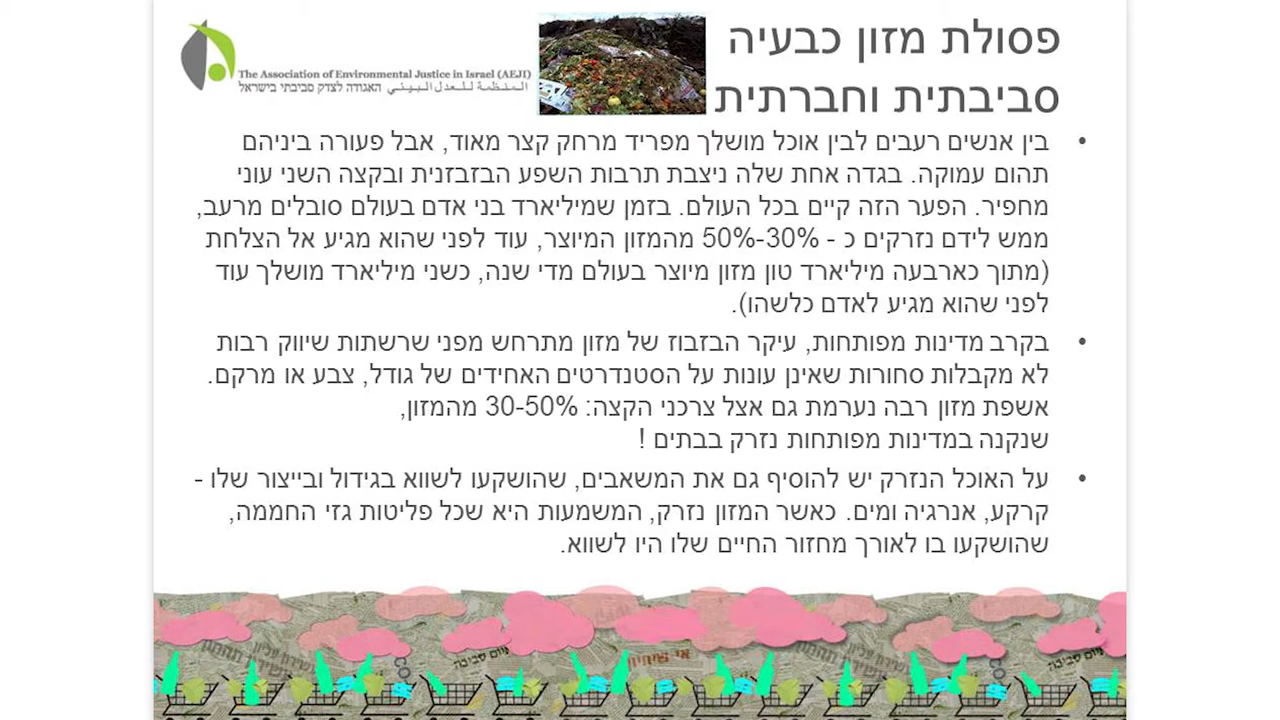 פסולת מזון כבעיה
סביבתית וחברתית
The Association of Environmental Justice in Israel (AEJI)
האגודה לצדק סביבתי בישראל المنظمة للعدل البيئي
• בין אנשים רעבים לבין אוכל מושלך מפריד מרחק קצר מאוד, אבל פעורה ביניהם
תהום עמוקה. בגדה אחת שלה ניצבת תרבות השפע הבזבזנית ובקצה השני עוני
מחפיר. הפער הזה קיים בכל העולם. בזמן שמיליארד בני אדם בעולם סובלים מרעב,
ממש לידם נזרקים כ - 50%-30% מהמזון המיוצר, עוד לפני שהוא מגיע אל הצלחת
(מתוך כארבעה מיליארד טון מזון מיוצר בעולם מדי שנה, כשני מיליארד מושלך עוד
לפני שהוא מגיע לאדם כלשהו).
• בקרב מדינות מפותחות, עיקר הבזבוז של מזון מתרחש מפני שרשתות שיווק רבות
לא מקבלות סחורות שאינן עונות על הסטנדרטים האחידים של גודל, צבע או מרקם.
אשפת מזון רבה נערמת גם אצל צרכני הקצה: 30-50% מהמזון,
שנקנה במדינות מפותחות נזרק בבתים !
• על האוכל הנזרק יש להוסיף גם את המשאבים, שהושקעו לשווא בגידול ובייצור שלו -
קרקע, אנרגיה ומים. כאשר המזון נזרק, המשמעות היא שכל פליטות גזי החממה,
שהושקעו בו לאורך מחזור החיים שלו היו לשווא.